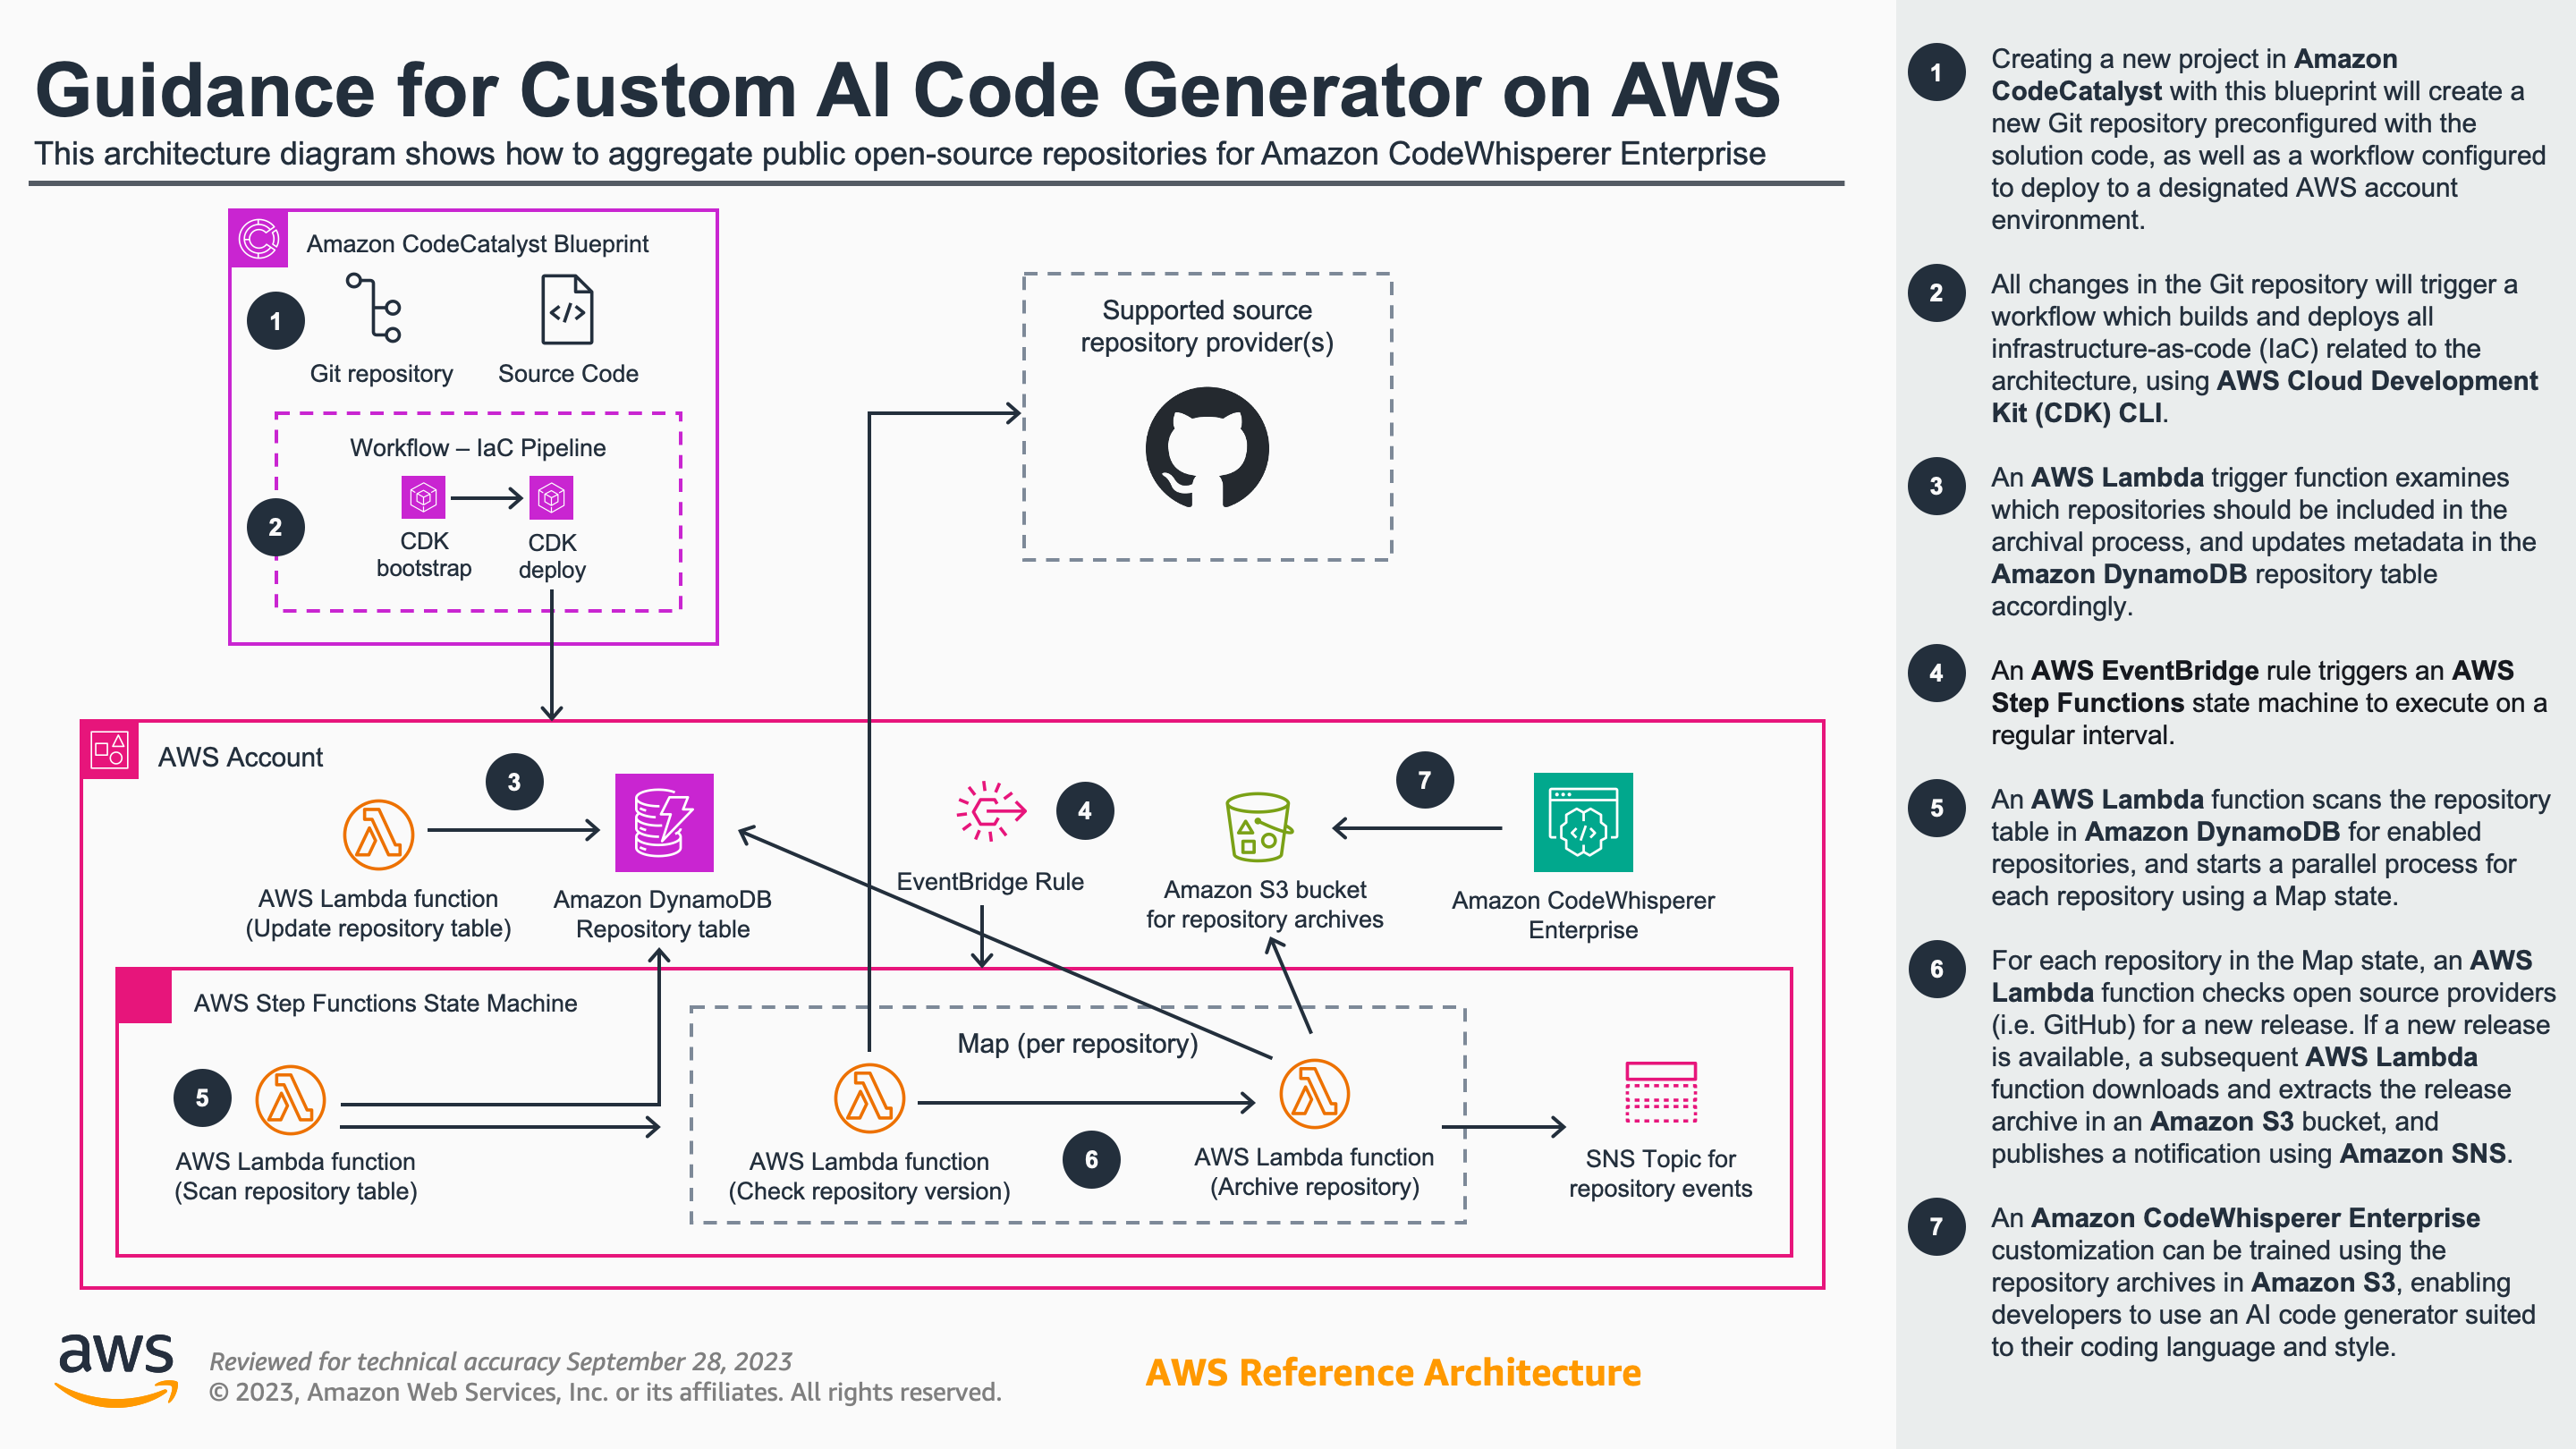 Guidance for Custom AI Code Generator on AWS
This architecture diagram shows how to aggregate public open-source repositories for Amazon CodeWhisperer Enterprise
Amazon CodeCatalyst Blueprint
1
Git repository
Source Code
Workflow – IaC Pipeline
2
CDK
bootstrap
CDK
deploy
Supported source
repository provider(s)
AWS Account
3
AWS Lambda function
(Update repository table)
Amazon DynamoDB
Repository table
4
EventBridge Rule
Amazon S3 bucket
for repository archives
7
Amazon CodeWhisperer
Enterprise
AWS Step Functions State Machine
5
AWS Lambda function
(Scan repository table)
Map (per repository)
AWS Lambda function
(Check repository version)
6
AWS Lambda function
(Archive repository)
SNS Topic for
repository events
aws
Reviewed for technical accuracy September 28, 2023
© 2023, Amazon Web Services, Inc. or its affiliates. All rights reserved.
AWS Reference Architecture
1
Creating a new project in Amazon
CodeCatalyst with this blueprint will create a
new Git repository preconfigured with the
solution code, as well as a workflow configured
to deploy to a designated AWS account
environment.
2
All changes in the Git repository will trigger a
workflow which builds and deploys all
infrastructure-as-code (IaC) related to the
architecture, using AWS Cloud Development
Kit (CDK) CLI.
3
An AWS Lambda trigger function examines
which repositories should be included in the
archival process, and updates metadata in the
Amazon DynamoDB repository table
accordingly.
4
An AWS EventBridge rule triggers an AWS
Step Functions state machine to execute on a
regular interval.
5
An AWS Lambda function scans the repository
table in Amazon DynamoDB for enabled
repositories, and starts a parallel process for
each repository using a Map state.
6
For each repository in the Map state, an AWS
Lambda function checks open source providers
(i.e. GitHub) for a new release. If a new release
is available, a subsequent AWS Lambda
function downloads and extracts the release
archive in an Amazon S3 bucket, and
publishes a notification using Amazon SNS.
7
An Amazon CodeWhisperer Enterprise
customization can be trained using the
repository archives in Amazon S3, enabling
developers to use an AI code generator suited
to their coding language and style.